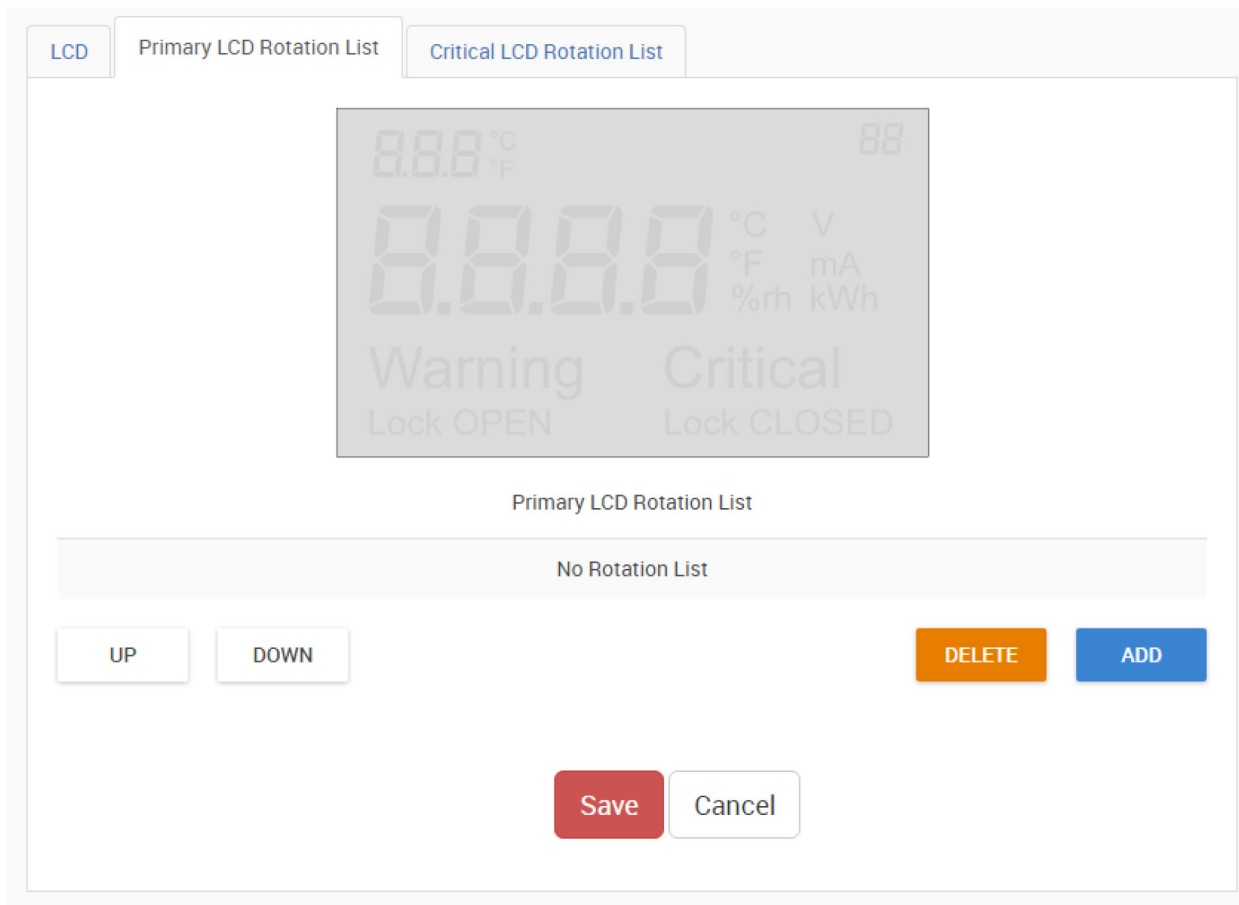 LCD
Primary LCD Rotation List
Critical LCD Rotation List
8.8.8 °C
°F
88
8.8.8.8 °C V
°F mA
%rh kWh
Warning Critical
Lock OPEN Lock CLOSED
Primary LCD Rotation List
No Rotation List
UP DOWN DELETE ADD
Save Cancel